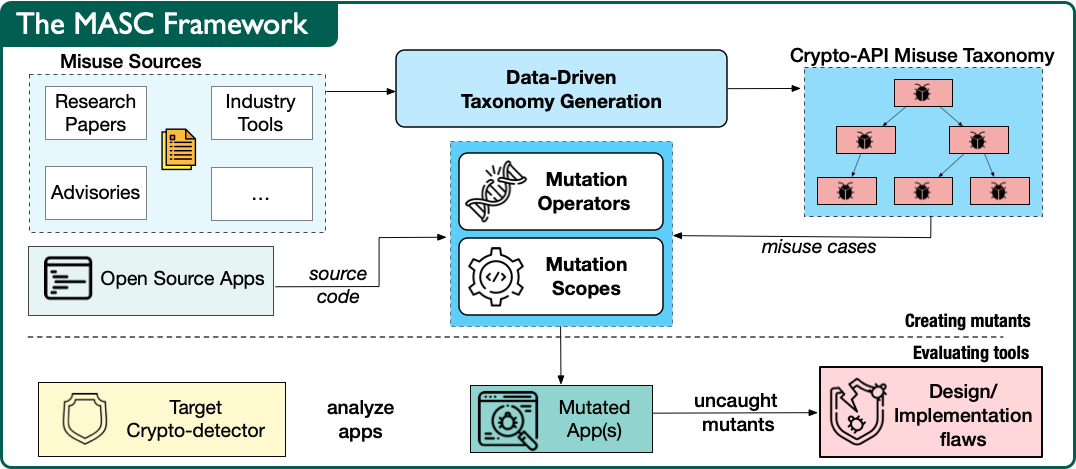 The MASC Framework
Misuse Sources
Research
Papers
Industry
Tools
Advisories
...
Data-Driven
Taxonomy Generation
Crypto-API Misuse Taxonomy
Mutation
Operators
Mutation
Scopes
misuse cases
Open Source Apps
source
code
Creating mutants
Evaluating tools
Target
Crypto-detector
analyze
apps
Mutated
App(s)
uncaught
mutants
Design/
Implementation
flaws